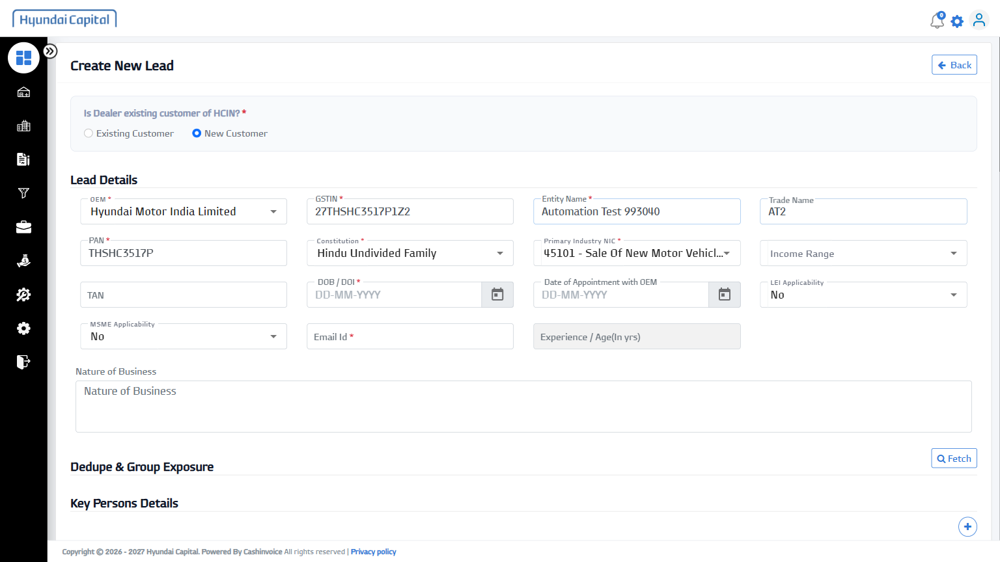 Hyundai Capital
0
Create New Lead
Back
Is Dealer existing customer of HCIN? *
Existing Customer
New Customer
Lead Details
OEM *
Hyundai Motor India Limited
GSTIN *
27THSHC3517P1Z2
Entity Name *
Automation Test 993040
Trade Name
AT2
PAN *
THSHC3517P
Constitution *
Hindu Undivided Family
Primary Industry NIC *
45101 - Sale Of New Motor Vehicl...
Income Range
TAN
DOB / DOI *
DD-MM-YYYY
Date of Appointment with OEM
DD-MM-YYYY
LEI Applicability
No
MSME Applicability
No
Email Id *
Experience / Age(In yrs)
Nature of Business
Nature of Business
Dedupe & Group Exposure
Fetch
Key Persons Details
Copyright © 2026 - 2027 Hyundai Capital. Powered By Cashinvoice All rights reserved | Privacy policy